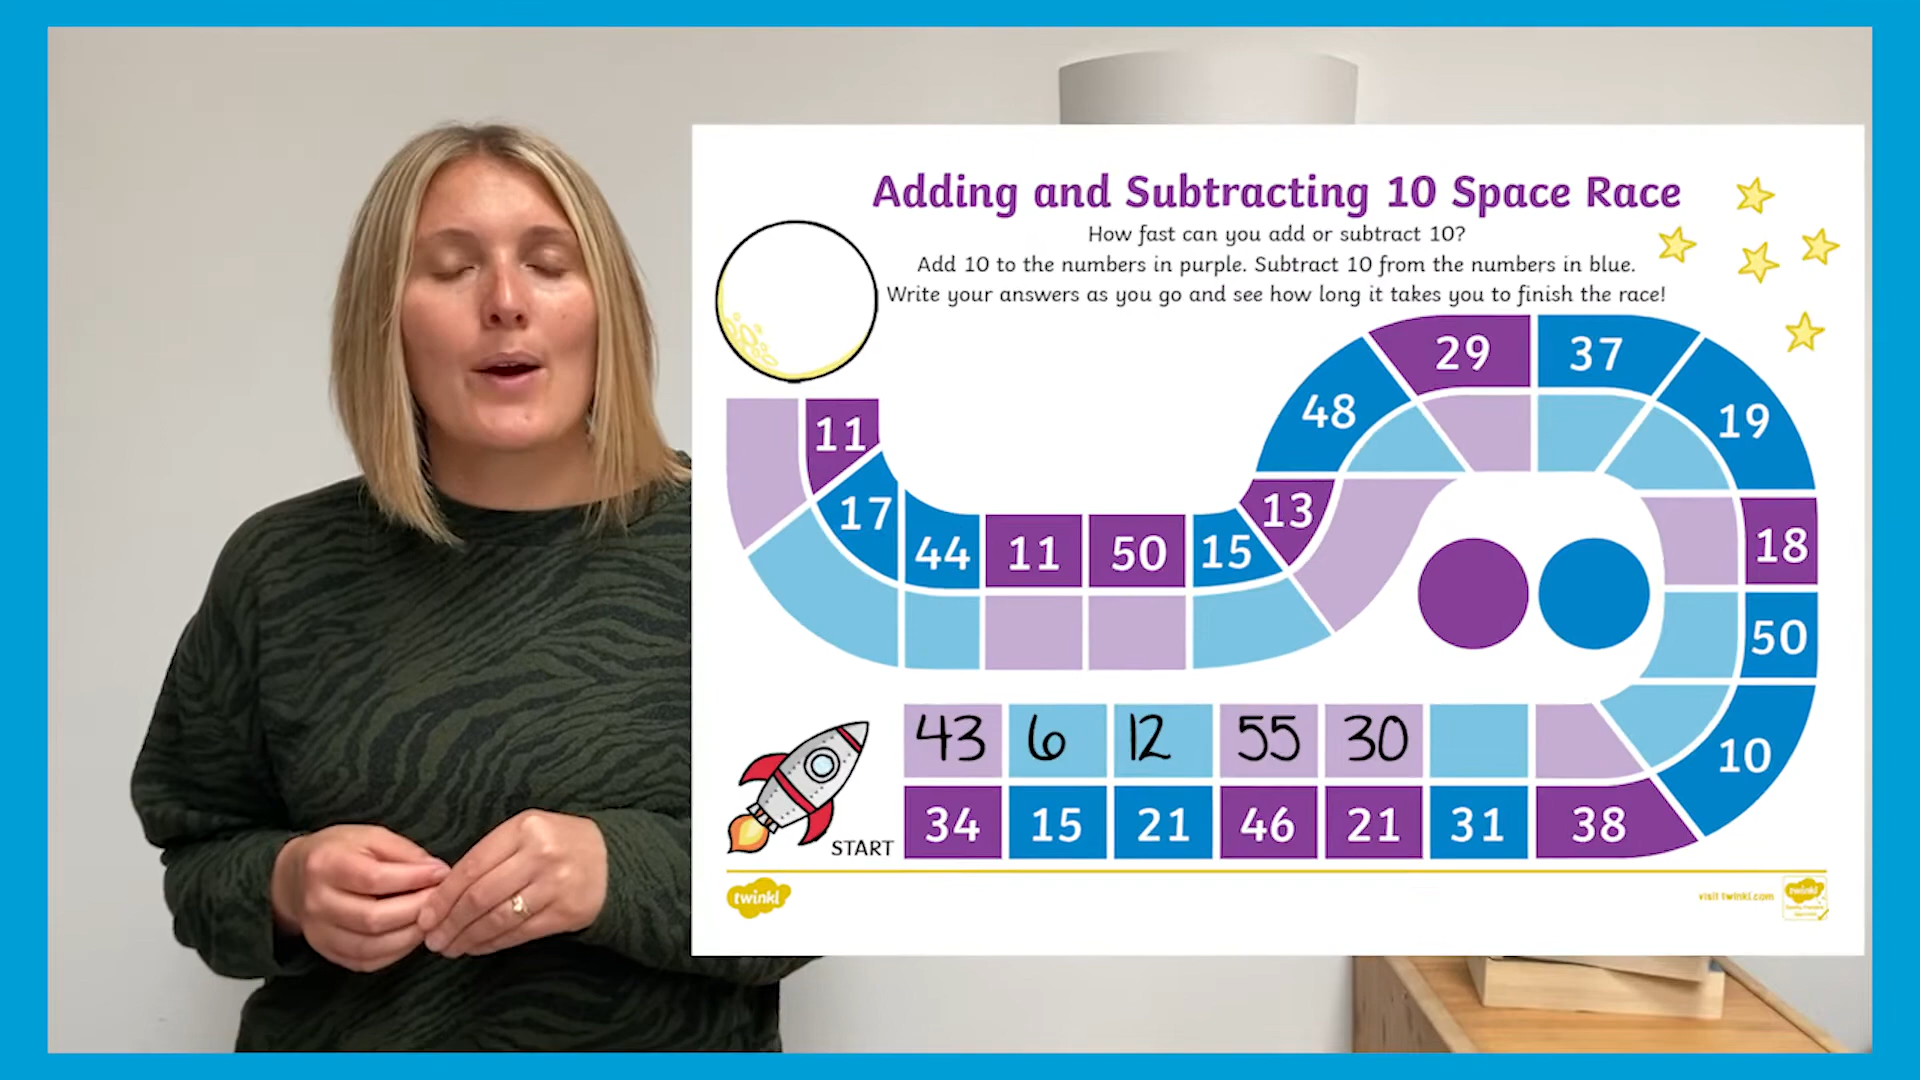 Adding and Subtracting 10 Space Race
How fast can you add or subtract 10?
Add 10 to the numbers in purple. Subtract 10 from the numbers in blue.
Write your answers as you go and see how long it takes you to finish the race!
29 37
48 19
11
17 44 11 50 15 13 18
50
10
43 6 12 55 30
START 34 15 21 46 21 31 38
twinkl
visit twinkl.com
twinkl